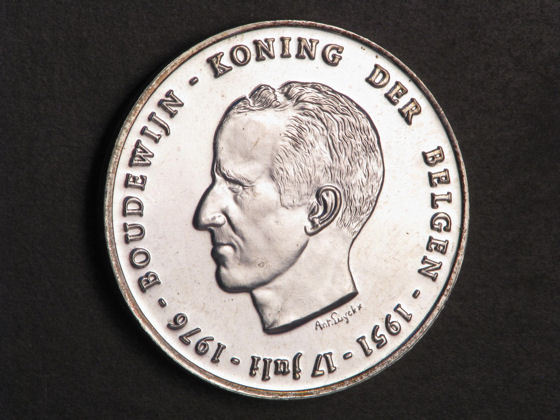 BOUDEWIJN - KONING DER BELGEN - 1951 - 17 juli - 1976 -
Ant. Luyckx